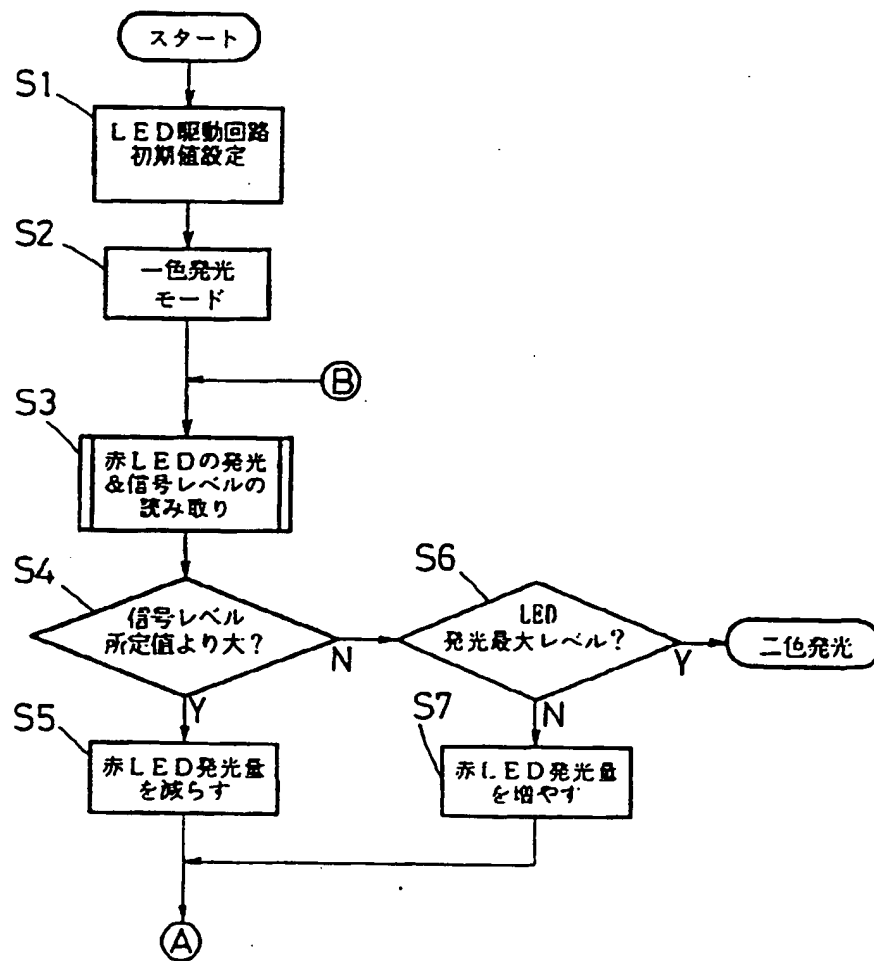 スタート
S1
LED駆動回路
初期値設定
S2
一色発光
モード
B
S3
赤LEDの発光
&信号レベルの
読み取り
S4
信号レベル
所定値より大?
N
Y
S6
LED
発光最大レベル?
Y
N
二色発光
S5
赤LED発光量
を減らす
S7
赤LED発光量
を増やす
A